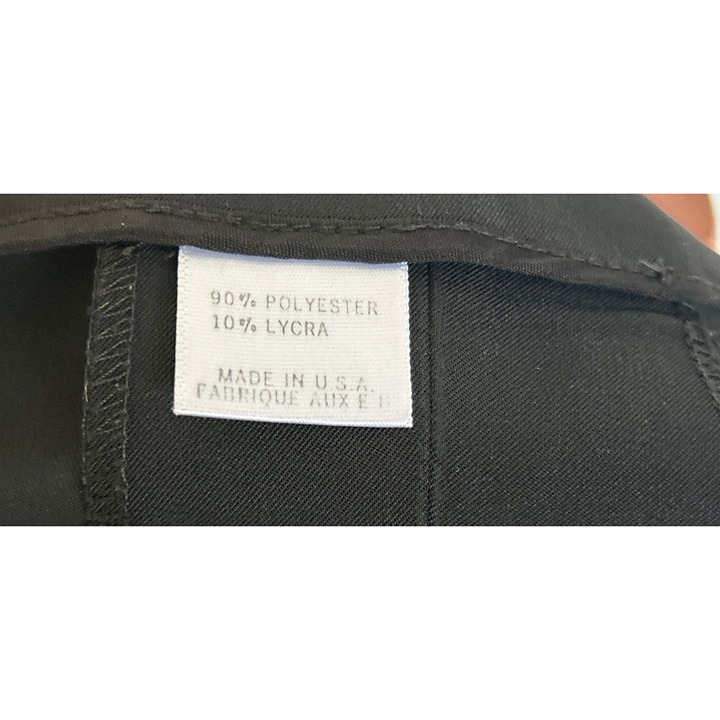 90% POLYESTER
10% LYCRA
MADE IN U.S.A.
FABRIQUE AUX E